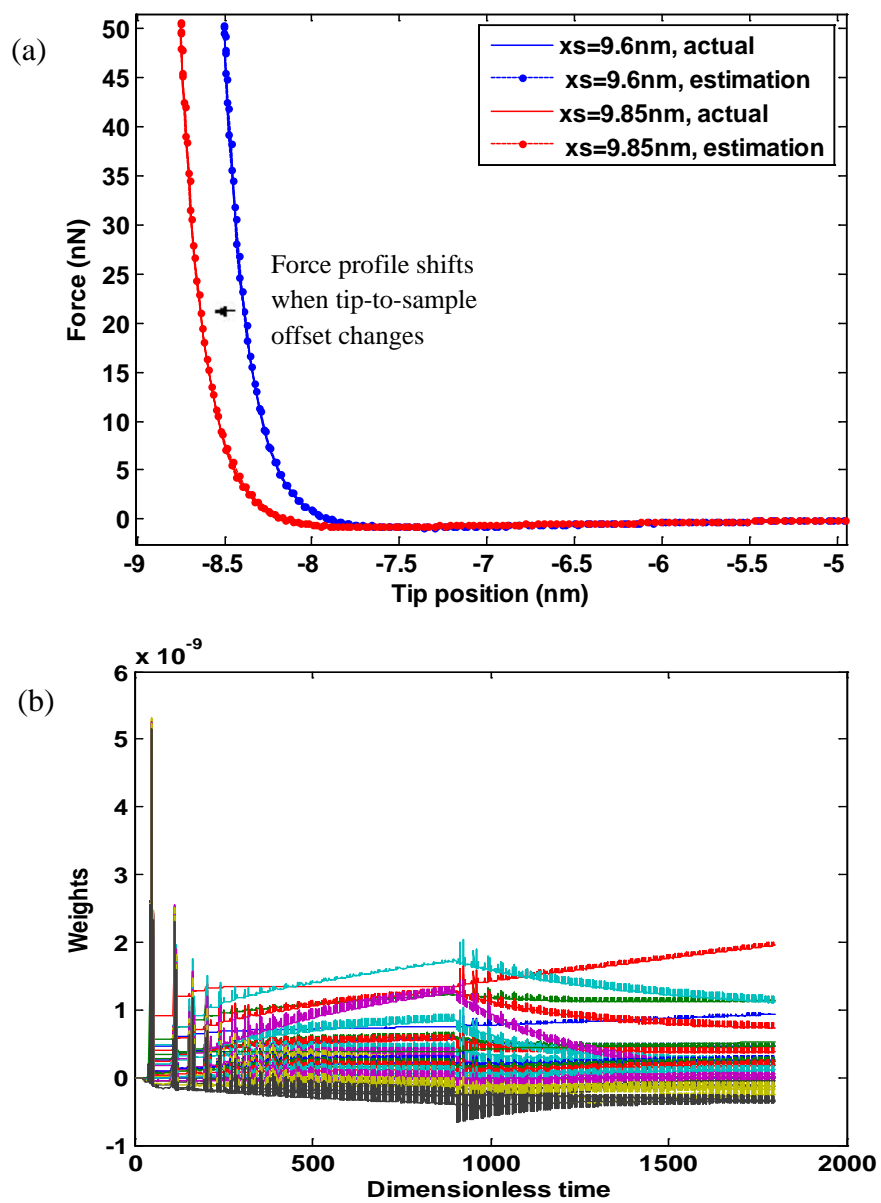 (a)
50
45
40
35
30
25
20
15
10
5
0
Force (nN)
xs=9.6nm, actual
xs=9.6nm, estimation
xs=9.85nm, actual
xs=9.85nm, estimation
Force profile shifts
when tip-to-sample
offset changes
-9 -8.5 -8 -7.5 -7 -6.5 -6 -5.5 -5
Tip position (nm)
(b)
x 10^-9
6
5
4
3
2
1
0
-1
Weights
0 500 1000 1500 2000
Dimensionless time